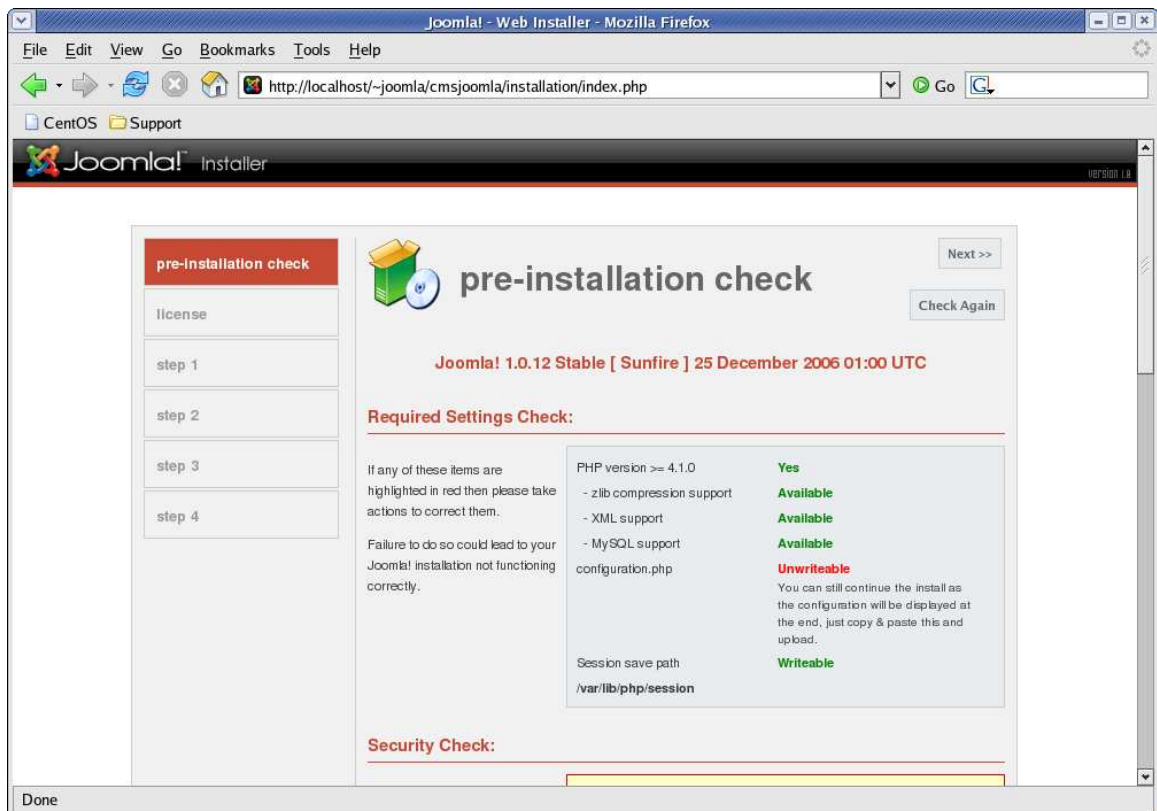 Joomla! - Web Installer - Mozilla Firefox
File Edit View Go Bookmarks Tools Help
http://localhost/~joomla/cmsjoomla/installation/index.php
Go
G
CentOS Support
Joomla!™ Installer
version 1.0
pre-installation check
license
step 1
step 2
step 3
step 4
pre-installation check
Next >>
Check Again
Joomla! 1.0.12 Stable [ Sunfire ] 25 December 2006 01:00 UTC
Required Settings Check:
If any of these items are
highlighted in red then please take
actions to correct them.
Failure to do so could lead to your
Joomla! installation not functioning
correctly.
PHP version >= 4.1.0 Yes
- zlib compression support Available
- XML support Available
- MySQL support Available
configuration.php Unwriteable
You can still continue the install as
the configuration will be displayed at
the end, just copy & paste this and
upload.
Session save path Writeable
/var/lib/php/session
Security Check:
Done